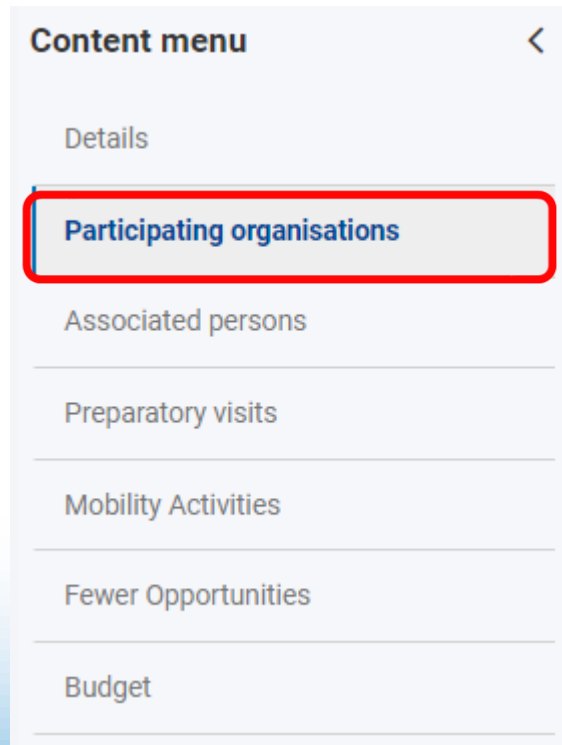 Content menu
Details
Participating organisations
Associated persons
Preparatory visits
Mobility Activities
Fewer Opportunities
Budget